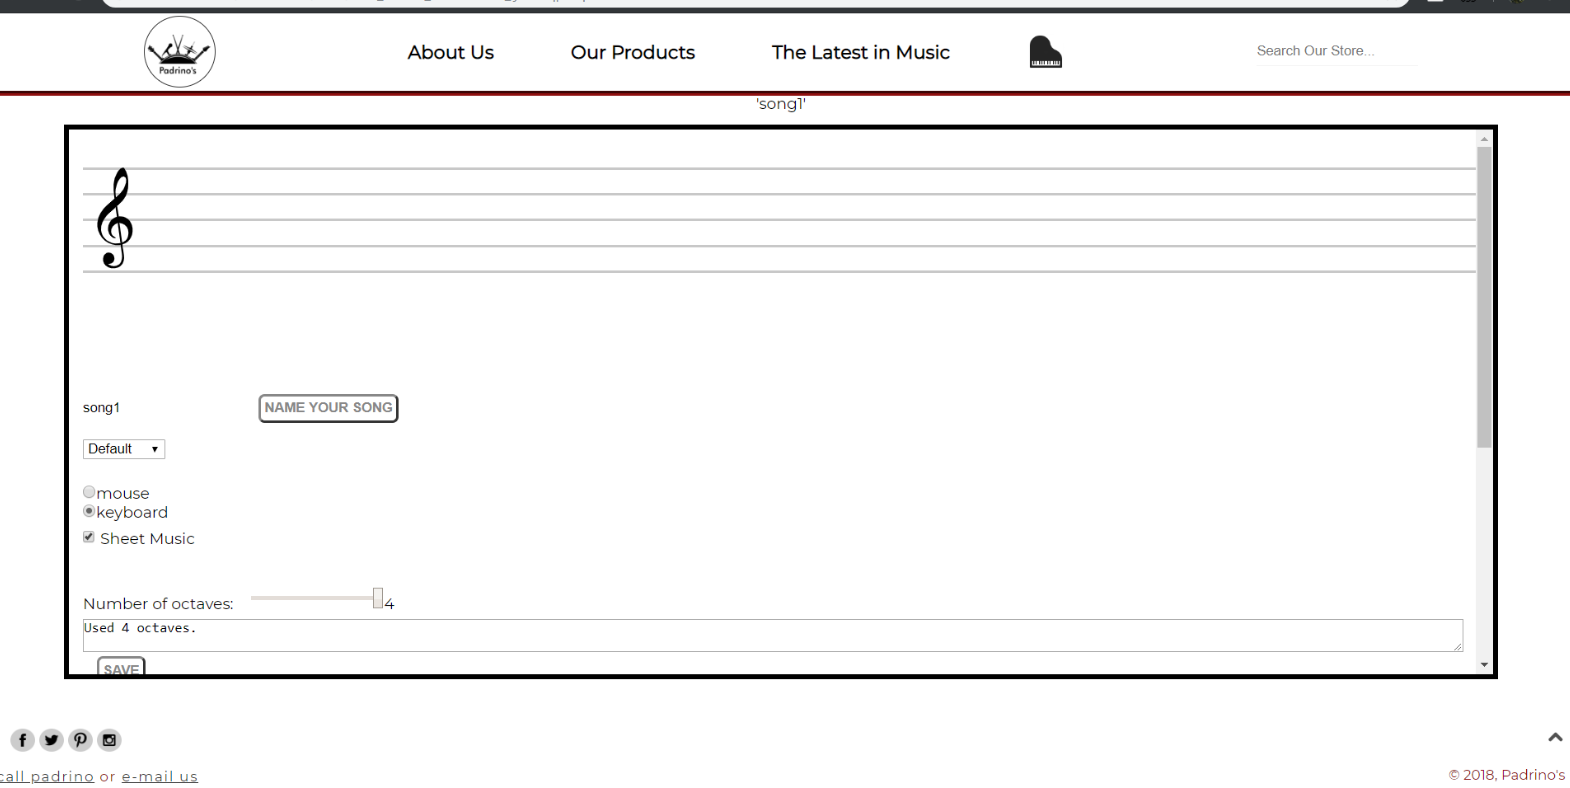 Padrino's
About Us Our Products The Latest in Music Search Our Store...
'song1'
song1 NAME YOUR SONG
Default
mouse
keyboard
Sheet Music
Number of octaves: 4
Used 4 octaves.
SAVE
call padrino or e-mail us
© 2018, Padrino's